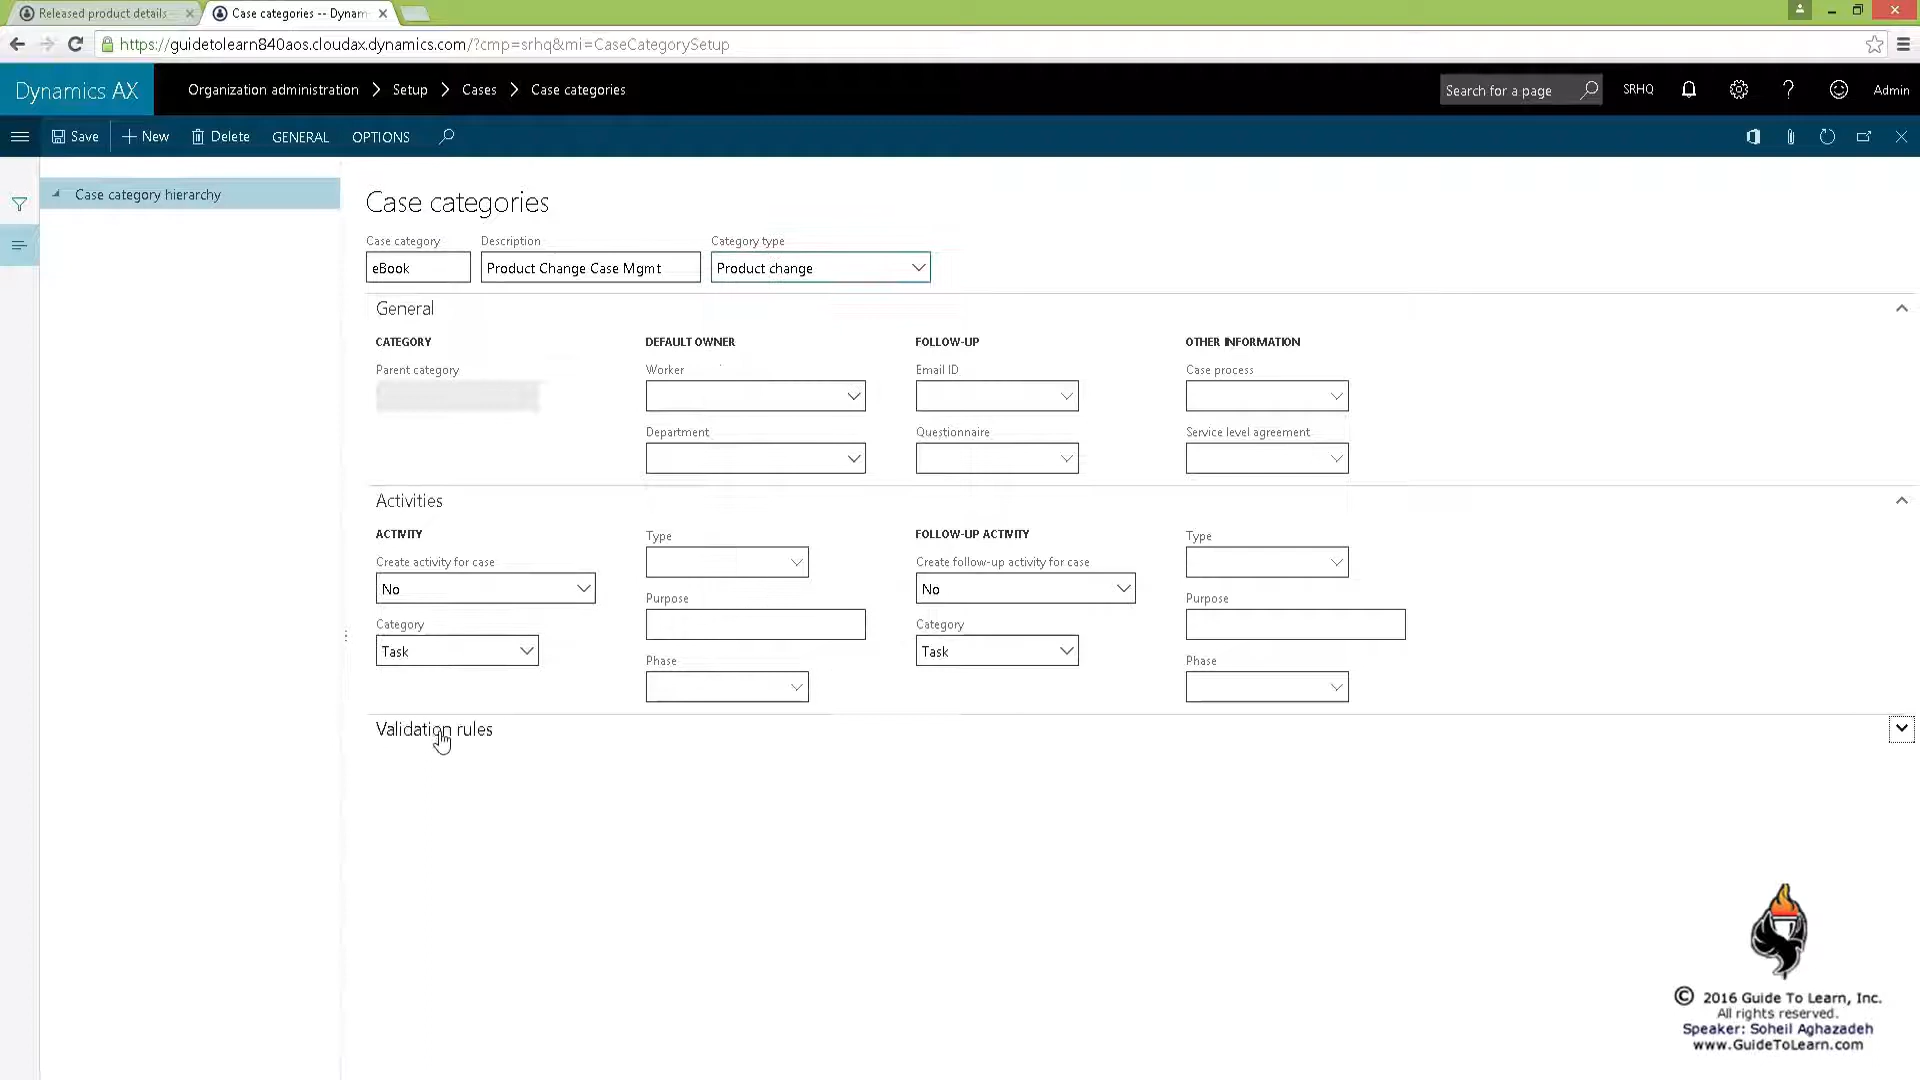 Released product details
Case categories -- Dynam
https://guidetolearn840aos.cloudax.dynamics.com/?cmp=srhq&mi=CaseCategorySetup
Dynamics AX
Organization administration > Setup > Cases > Case categories
Search for a page
SRHQ
?
Admin
Save
+ New
Delete
GENERAL
OPTIONS
Case category hierarchy
Case categories
Case category Description Category type
eBook Product Change Case Mgmt Product change
General
CATEGORY DEFAULT OWNER FOLLOW-UP OTHER INFORMATION
Parent category Worker Email ID Case process
Department Questionnaire Service level agreement
Activities
ACTIVITY Type FOLLOW-UP ACTIVITY Type
Create activity for case Create follow-up activity for case
No No
Purpose Purpose
Category Category
Task Task
Phase Phase
Validation rules
© 2016 Guide To Learn, Inc.
All rights reserved.
Speaker: Soheil Aghazadeh
www.GuideToLearn.com